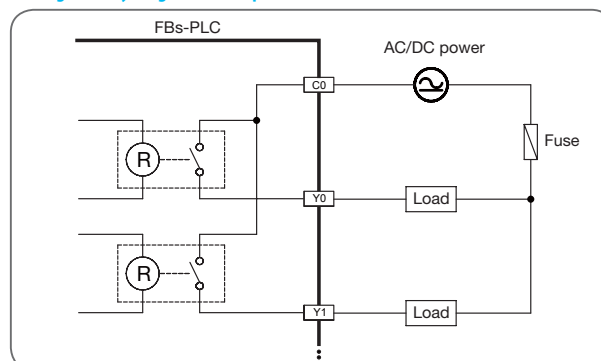 FBs-PLC
AC/DC power
C0
Fuse
R
Y0
Load
R
Y1
Load